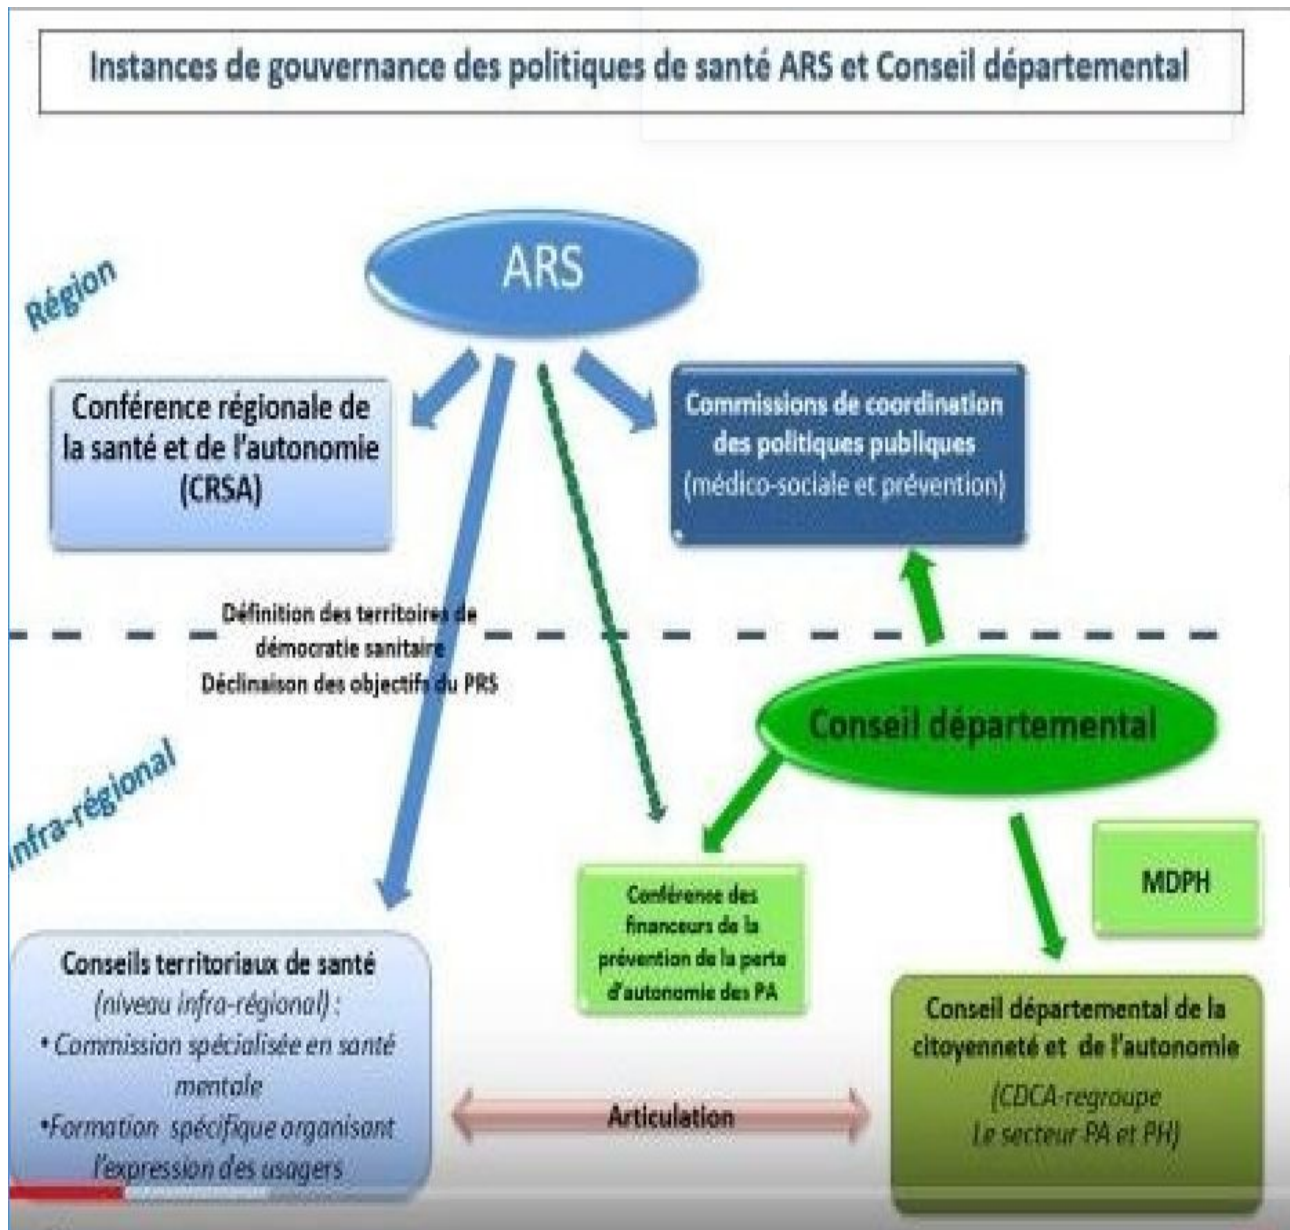 Instances de gouvernance des politiques de santé ARS et Conseil départemental
Région
ARS
Conférence régionale de
la santé et de l'autonomie
(CRSA)
Commissions de coordination
des politiques publiques
(médico-sociale et prévention)
Définition des territoires de
démocratie sanitaire
Déclinaison des objectifs du PRS
Infra-régional
Conseil départemental
MDPH
Conférence des
financeurs de la
prévention de la perte
d'autonomie des PA
Conseils territoriaux de santé
(niveau infra-régional) :
• Commission spécialisée en santé
mentale
•Formation spécifique organisant
l'expression des usagers
Articulation
Conseil départemental de la
citoyenneté et de l'autonomie
(CDCA-regroupe
Le secteur PA et PH)